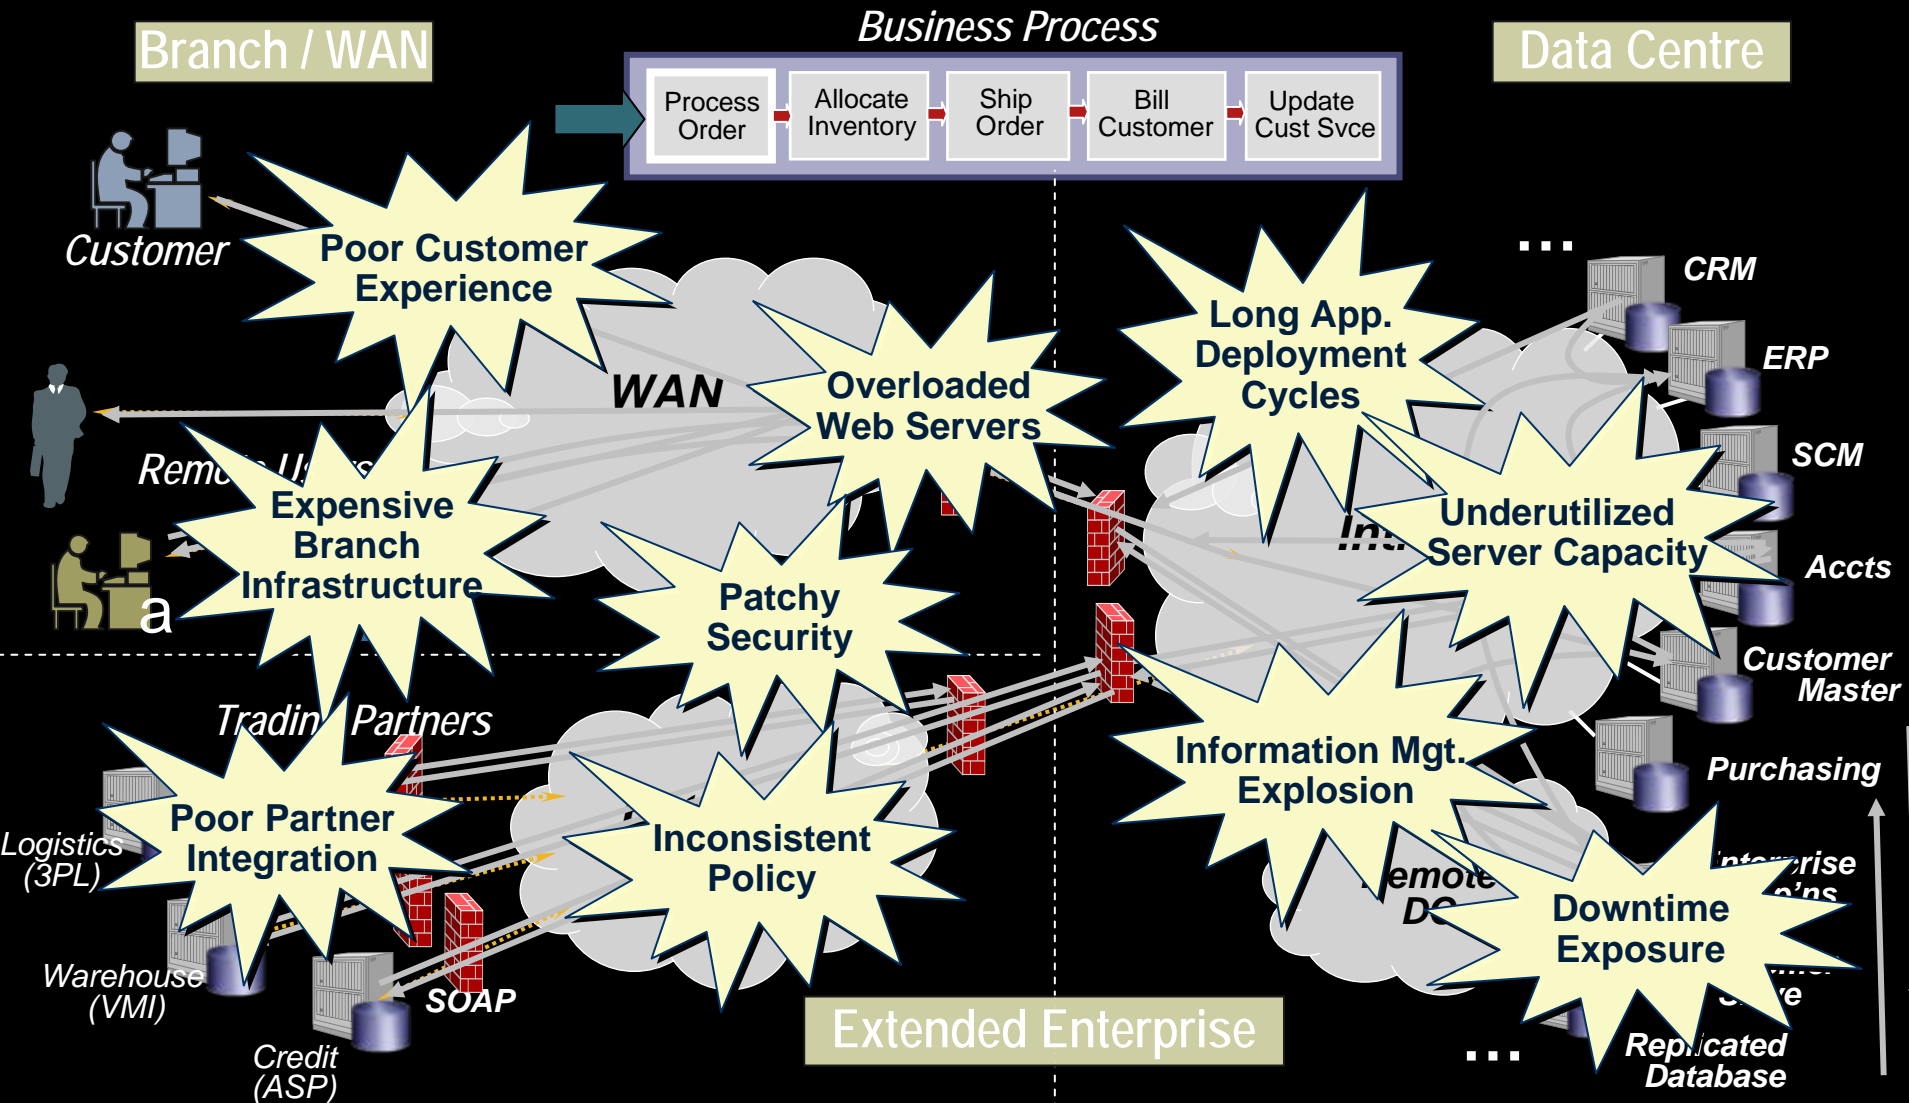 Business Process
Branch / WAN
Data Centre
Process
Order
Allocate
Inventory
Ship
Order
Bill
Customer
Update
Cust Svce
Customer
Poor Customer
Experience
Long App.
Deployment
Cycles
...
CRM
ERP
WAN
Overloaded
Web Servers
SCM
Expensive
Branch
Infrastructure
Underutilized
Server Capacity
Accts
a
Patchy
Security
Customer
Master
Trading Partners
Information Mgt.
Explosion
Purchasing
Poor Partner
Integration
Inconsistent
Policy
Logistics
(3PL)
Remote
Downtime
Exposure
Warehouse
(VMI)
SOAP
Credit
(ASP)
Extended Enterprise
...
Replicated
Database